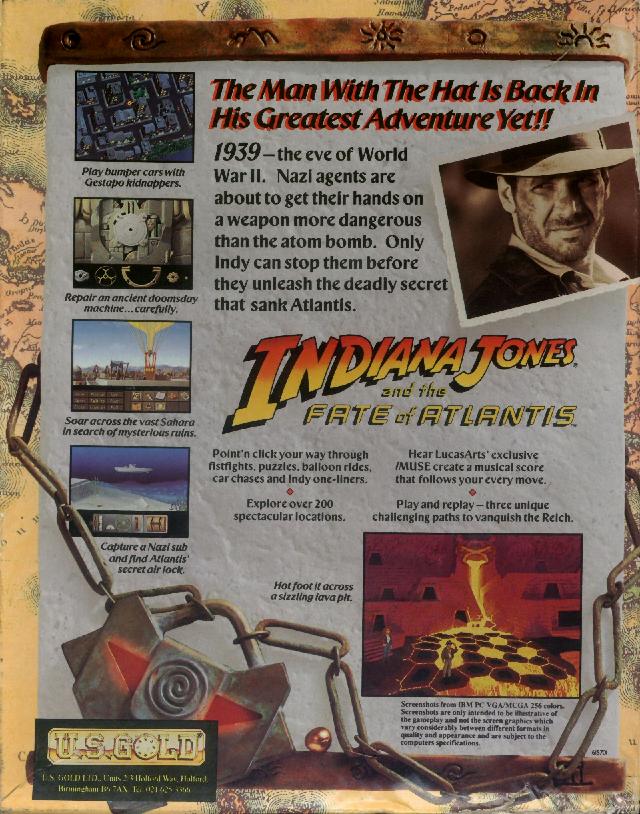 The Man With The Hat Is Back In
His Greatest Adventure Yet!!
1939 – the eve of World
War II. Nazi agents are
about to get their hands on
a weapon more dangerous
than the atom bomb. Only
Indy can stop them before
they unleash the deadly secret
that sank Atlantis.
Play bumper cars with
Gestapo kidnappers.
Repair an ancient doomsday
machine...carefully.
Soar across the vast Sahara
in search of mysterious ruins.
Capture a Nazi sub
and find Atlantis'
secret air lock.
INDIANA JONES
and the
FATE of ATLANTIS
Point'n click your way through
fistfights, puzzles, balloon rides,
car chases and Indy one-liners.
Explore over 200
spectacular locations.
Hear LucasArts' exclusive
iMUSE create a musical score
that follows your every move.
Play and replay – three unique
challenging paths to vanquish the Reich.
Hot foot it across
a sizzling lava pit.
Screenshots from IBM PC VGA/MCGA 256 colors.
Screenshots are only intended to be illustrative of
the gameplay and not the screen graphics which
vary considerably between different formats in
quality and appearance and are subject to the
computers specifications.
U.S. GOLD
U.S. GOLD LTD., Units 2/3 Holford Way, Holford,
Birmingham B6 7AX. Tel: 021 625 3366.